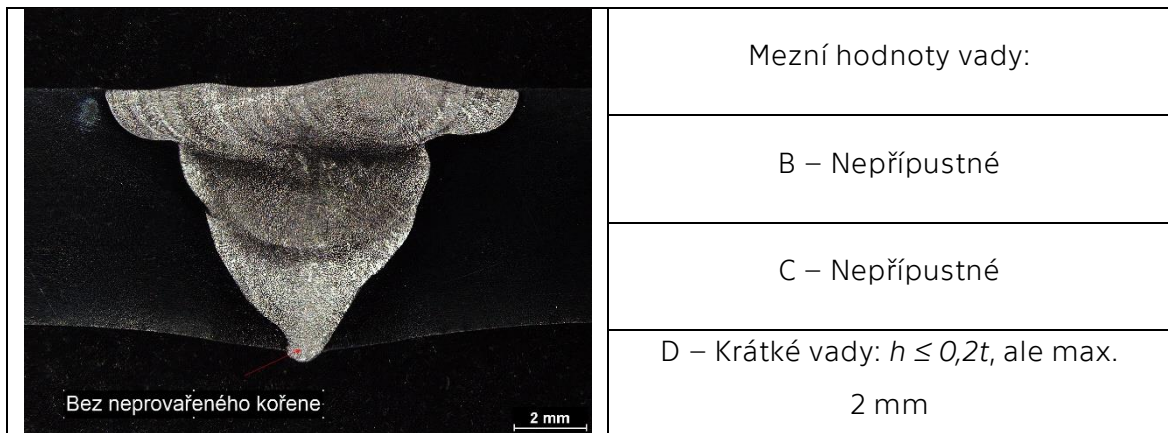 Bez neprovařeného kořene
2 mm
Mezní hodnoty vady:
B – Nepřípustné
C – Nepřípustné
D – Krátké vady: h ≤ 0,2t, ale max.
2 mm